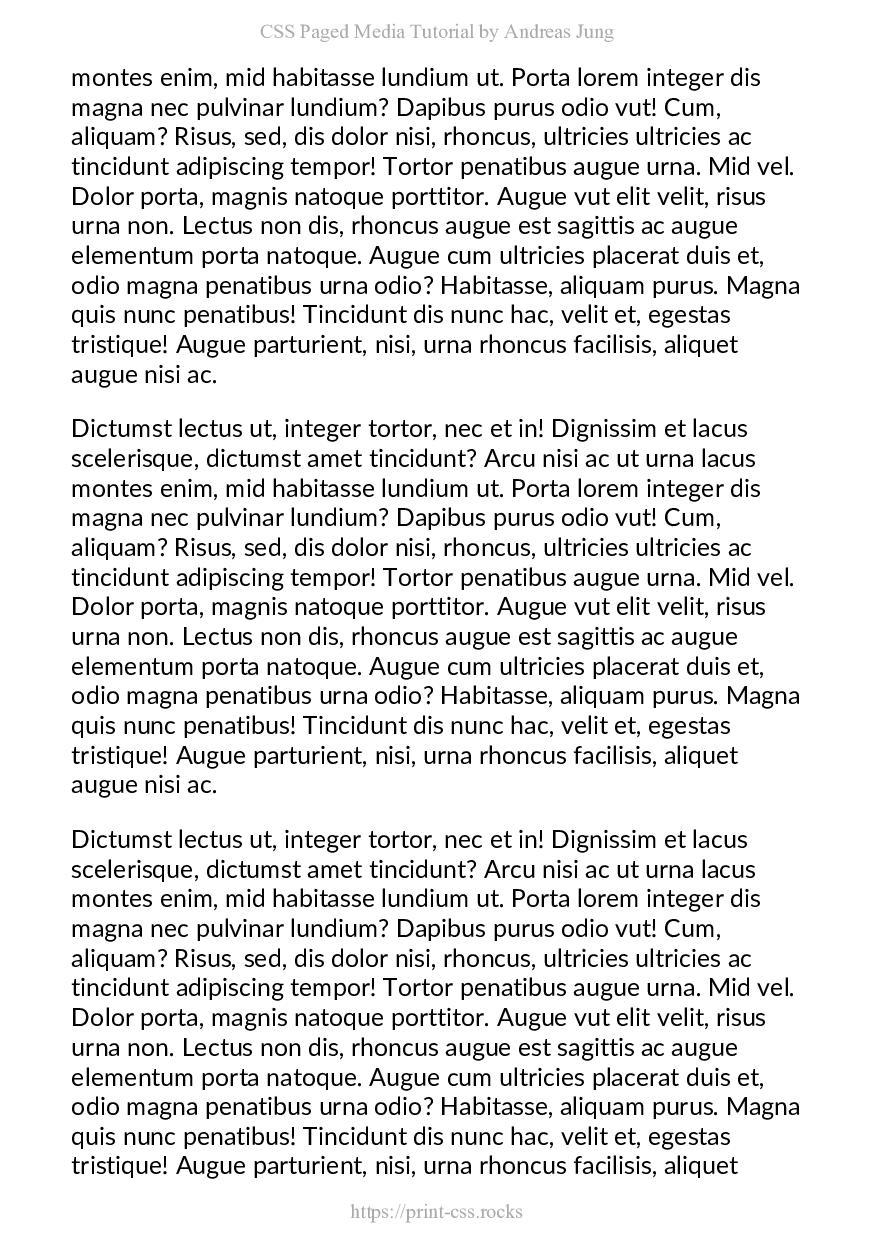 CSS Paged Media Tutorial by Andreas Jung
montes enim, mid habitasse lundium ut. Porta lorem integer dis
magna nec pulvinar lundium? Dapibus purus odio vut! Cum,
aliquam? Risus, sed, dis dolor nisi, rhoncus, ultricies ultricies ac
tincidunt adipiscing tempor! Tortor penatibus augue urna. Mid vel.
Dolor porta, magnis natoque porttitor. Augue vut elit velit, risus
urna non. Lectus non dis, rhoncus augue est sagittis ac augue
elementum porta natoque. Augue cum ultricies placerat duis et,
odio magna penatibus urna odio? Habitasse, aliquam purus. Magna
quis nunc penatibus! Tincidunt dis nunc hac, velit et, egestas
tristique! Augue parturient, nisi, urna rhoncus facilisis, aliquet
augue nisi ac.
Dictumst lectus ut, integer tortor, nec et in! Dignissim et lacus
scelerisque, dictumst amet tincidunt? Arcu nisi ac ut urna lacus
montes enim, mid habitasse lundium ut. Porta lorem integer dis
magna nec pulvinar lundium? Dapibus purus odio vut! Cum,
aliquam? Risus, sed, dis dolor nisi, rhoncus, ultricies ultricies ac
tincidunt adipiscing tempor! Tortor penatibus augue urna. Mid vel.
Dolor porta, magnis natoque porttitor. Augue vut elit velit, risus
urna non. Lectus non dis, rhoncus augue est sagittis ac augue
elementum porta natoque. Augue cum ultricies placerat duis et,
odio magna penatibus urna odio? Habitasse, aliquam purus. Magna
quis nunc penatibus! Tincidunt dis nunc hac, velit et, egestas
tristique! Augue parturient, nisi, urna rhoncus facilisis, aliquet
augue nisi ac.
Dictumst lectus ut, integer tortor, nec et in! Dignissim et lacus
scelerisque, dictumst amet tincidunt? Arcu nisi ac ut urna lacus
montes enim, mid habitasse lundium ut. Porta lorem integer dis
magna nec pulvinar lundium? Dapibus purus odio vut! Cum,
aliquam? Risus, sed, dis dolor nisi, rhoncus, ultricies ultricies ac
tincidunt adipiscing tempor! Tortor penatibus augue urna. Mid vel.
Dolor porta, magnis natoque porttitor. Augue vut elit velit, risus
urna non. Lectus non dis, rhoncus augue est sagittis ac augue
elementum porta natoque. Augue cum ultricies placerat duis et,
odio magna penatibus urna odio? Habitasse, aliquam purus. Magna
quis nunc penatibus! Tincidunt dis nunc hac, velit et, egestas
tristique! Augue parturient, nisi, urna rhoncus facilisis, aliquet
https://print-css.rocks